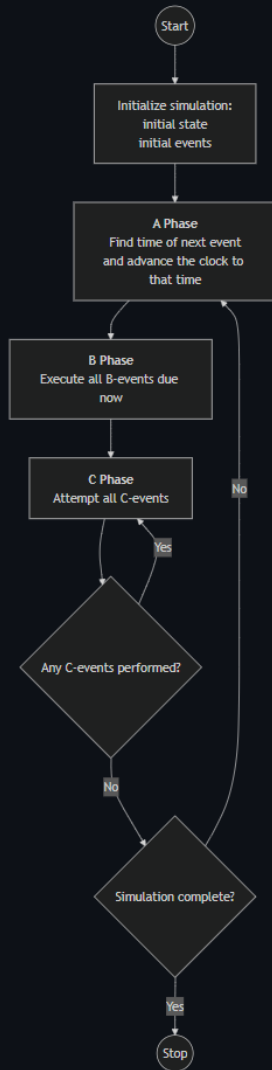 Start
Initialize simulation:
initial state
initial events
A Phase
Find time of next event
and advance the clock to
that time
B Phase
Execute all B-events due
now
C Phase
Attempt all C-events
Yes
No
Any C-events performed?
No
Simulation complete?
Yes
Stop